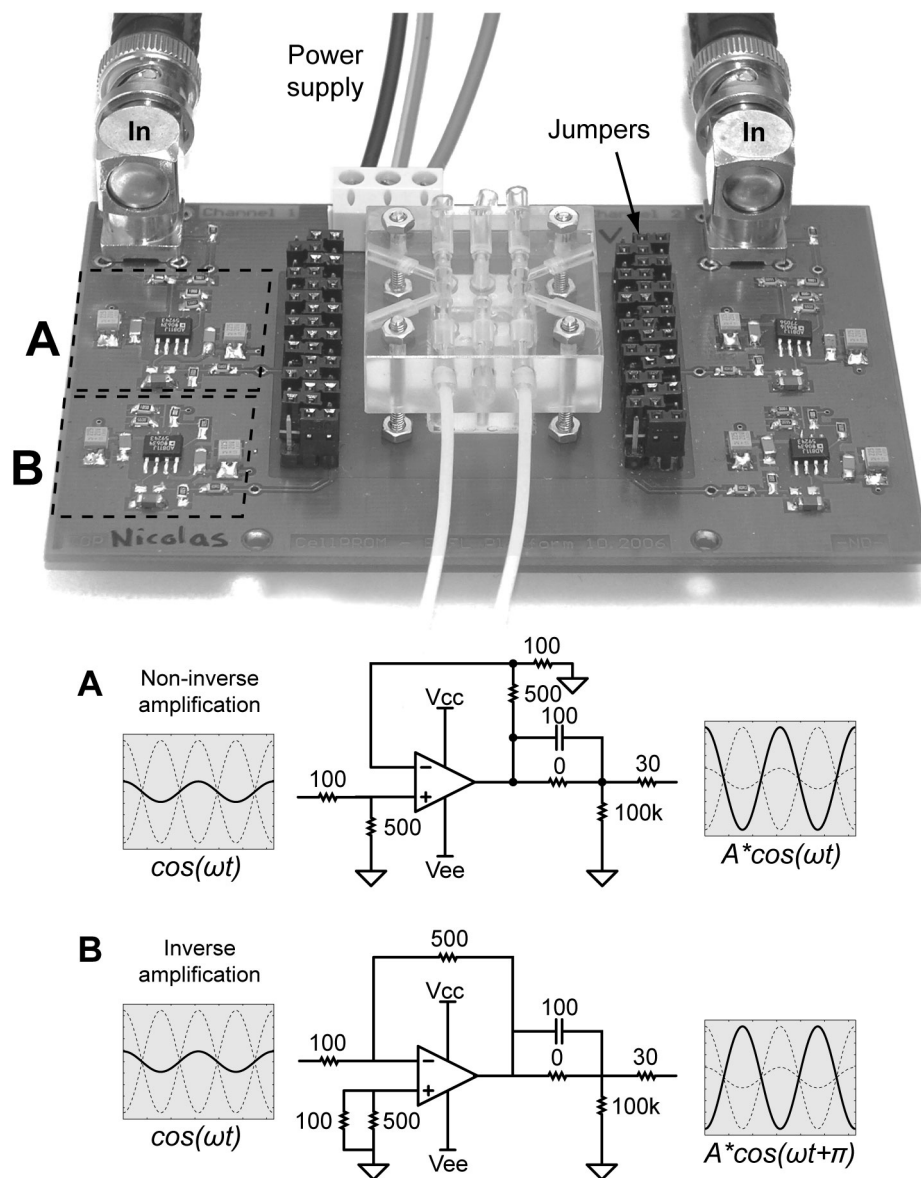 Power
supply
In
In
Jumpers
Channel 1
A
B
Nicolas
A
Non-inverse
amplification
cos(ωt)
100
500
Vcc
Vee
100
500
100
0
30
100k
A*cos(ωt)
B
Inverse
amplification
cos(ωt)
100
100
500
500
Vcc
Vee
100
0
30
100k
A*cos(ωt+π)